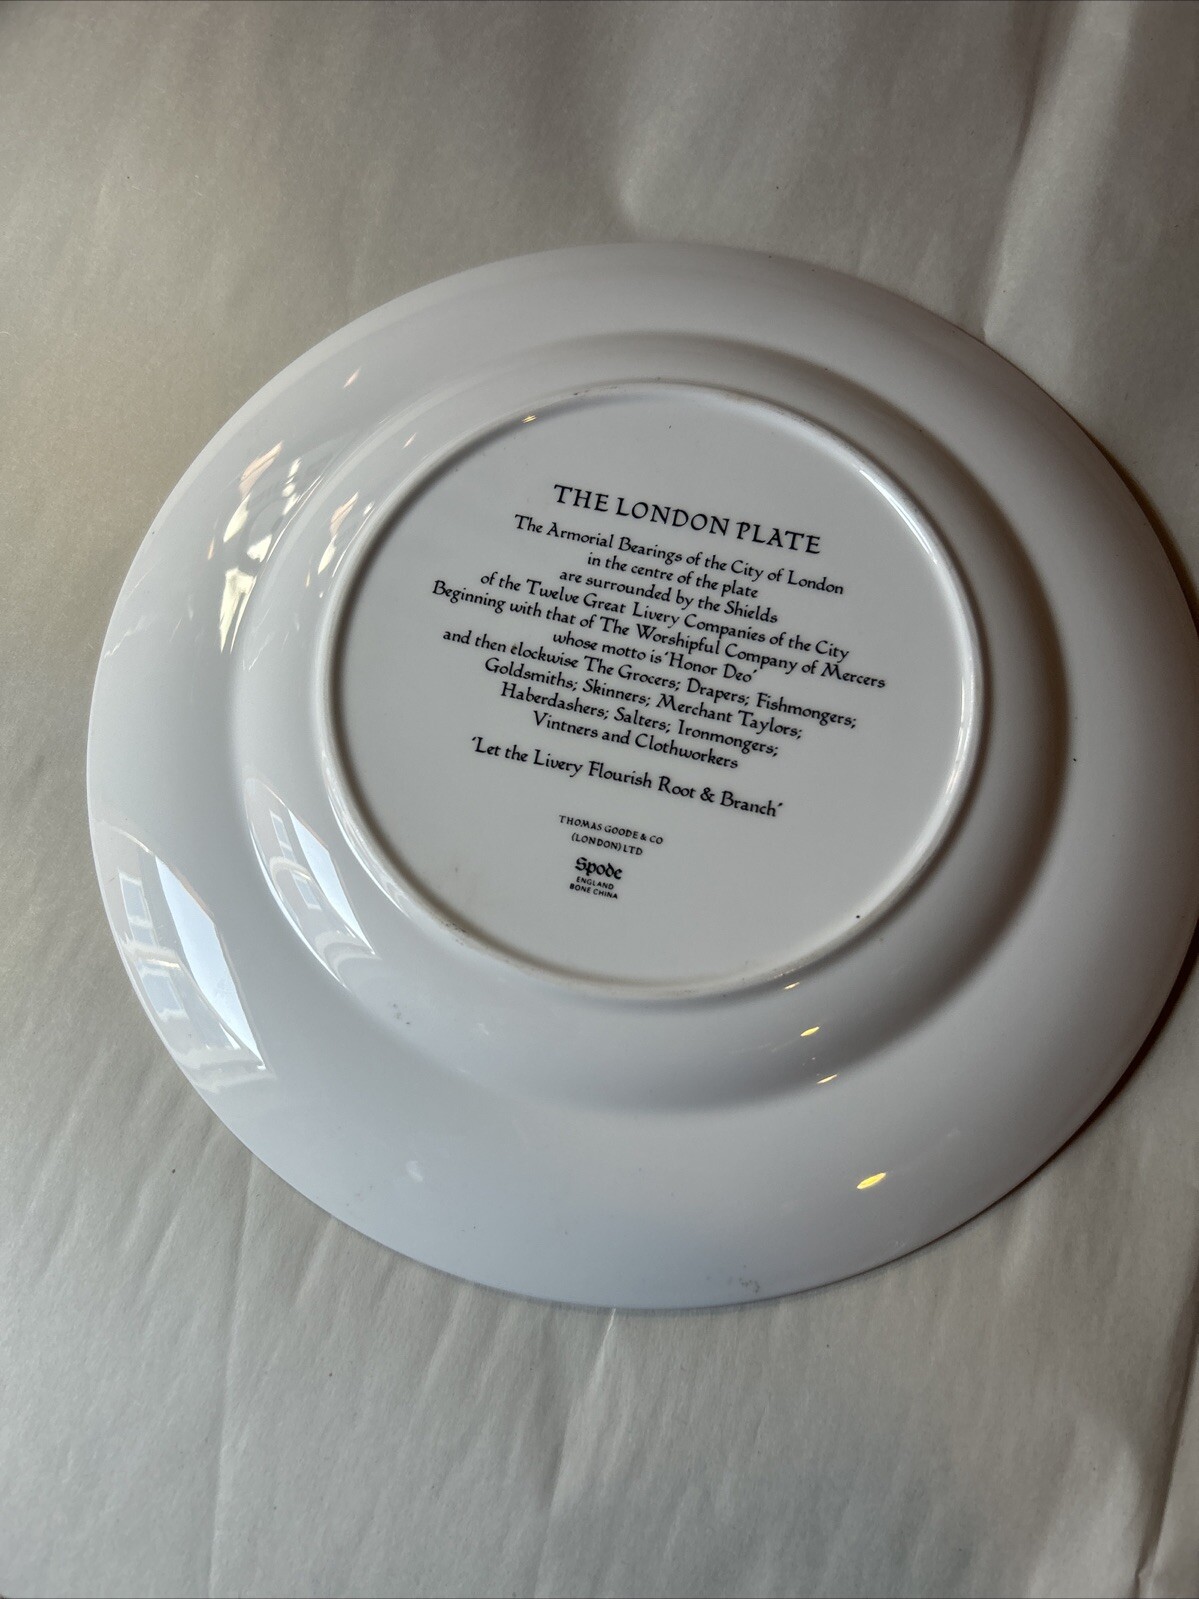 THE LONDON PLATE
The Armorial Bearings of the City of London
in the centre of the plate
are surrounded by the Shields
of the Twelve Great Livery Companies of the City
Beginning with that of The Worshipful Company of Mercers
whose motto is 'Honor Deo'
and then clockwise The Grocers; Drapers; Fishmongers;
Goldsmiths; Skinners; Merchant Taylors;
Haberdashers; Salters; Ironmongers;
Vintners and Clothworkers
'Let the Livery Flourish Root & Branch'
THOMAS GOODE & CO
(LONDON) LTD
Spode
ENGLAND
BONE CHINA